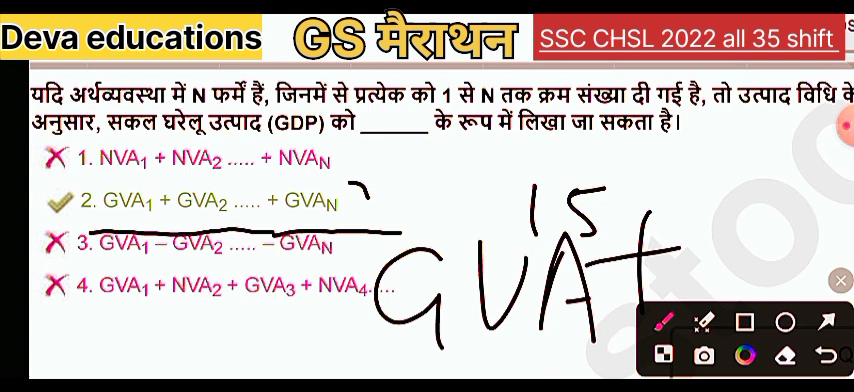 Deva educations GS मैराथन SSC CHSL 2022 all 35 shift
यदि अर्थव्यवस्था में N फर्में हैं, जिनमें से प्रत्येक को 1 से N तक क्रम संख्या दी गई है, तो उत्पाद विधि के
अनुसार, सकल घरेलू उत्पाद (GDP) को ______ के रूप में लिखा जा सकता है।
1. NVA₁ + NVA₂ ..... + NVAN
2. GVA₁ + GVA₂ ..... + GVAN
3. GVA₁ – GVA₂ ..... – GVAN
4. GVA₁ + NVA₂ + GVA₃ + NVA₄.....
15
GVA+